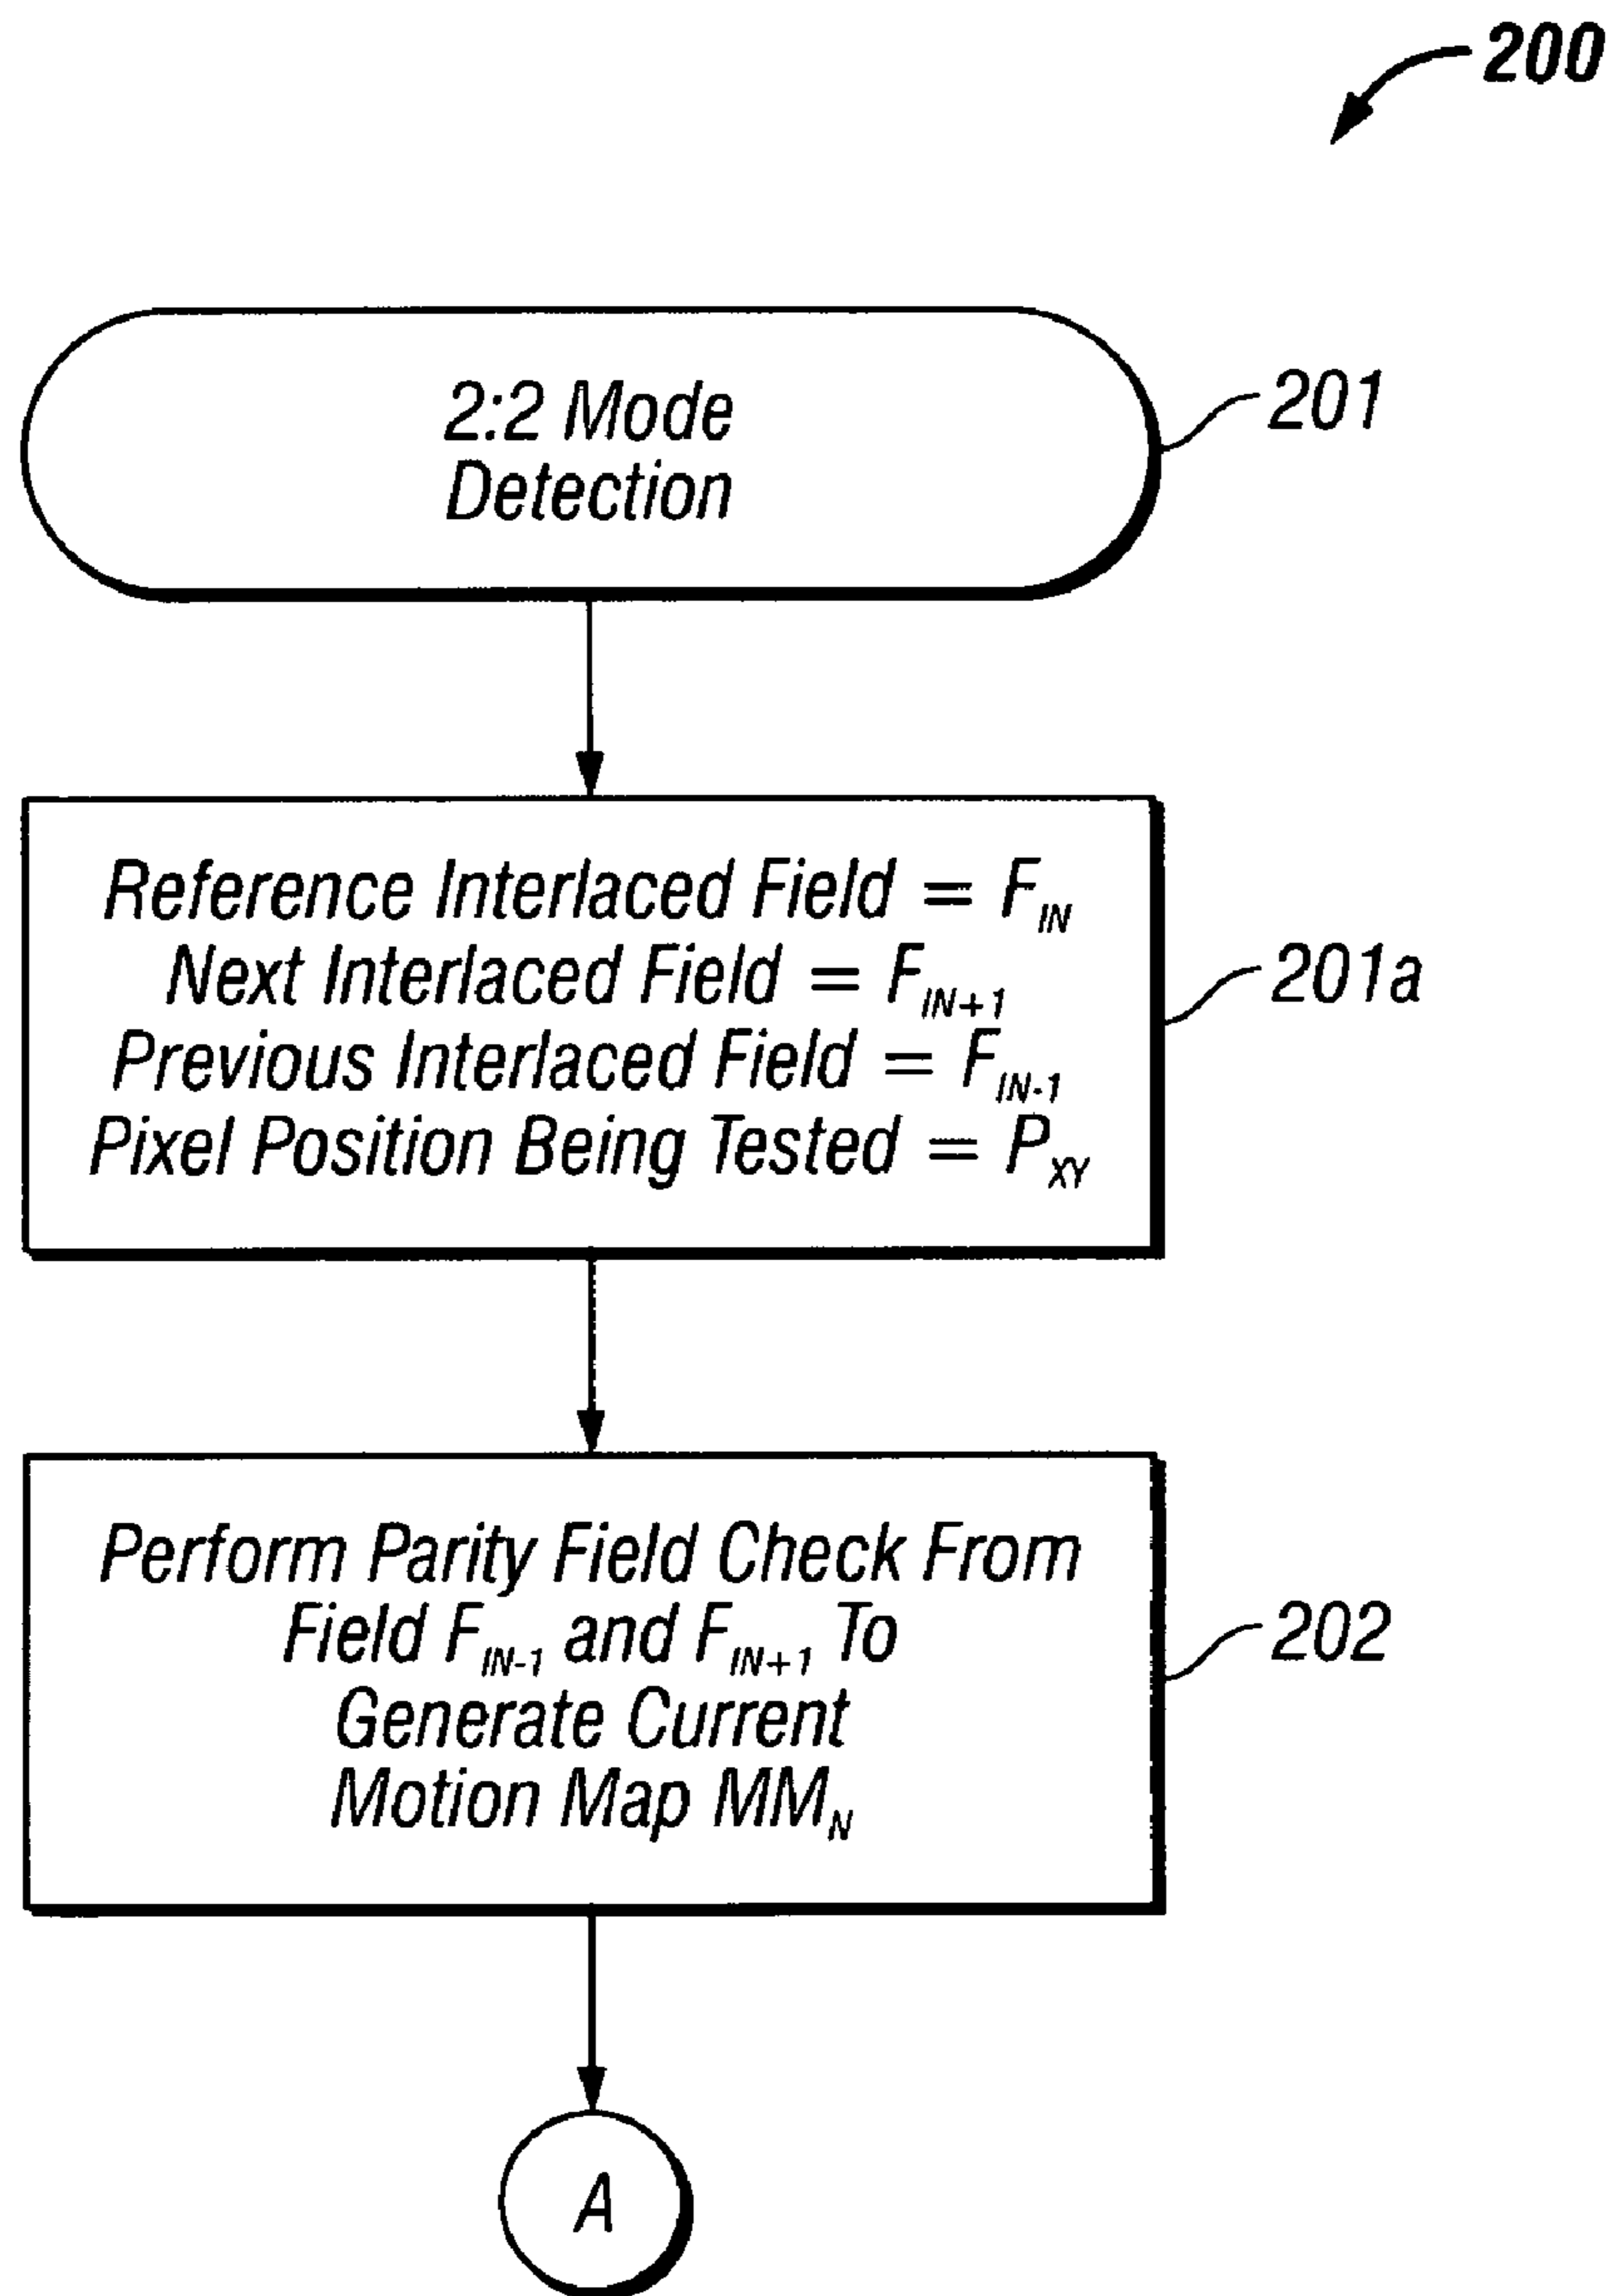 200
2:2 Mode
Detection
201
Reference Interlaced Field = F_IN
Next Interlaced Field = F_IN+1
Previous Interlaced Field = F_IN-1
Pixel Position Being Tested = P_XY
201a
Perform Parity Field Check From
Field F_IN-1 and F_IN+1 To
Generate Current
Motion Map MM_N
202
A